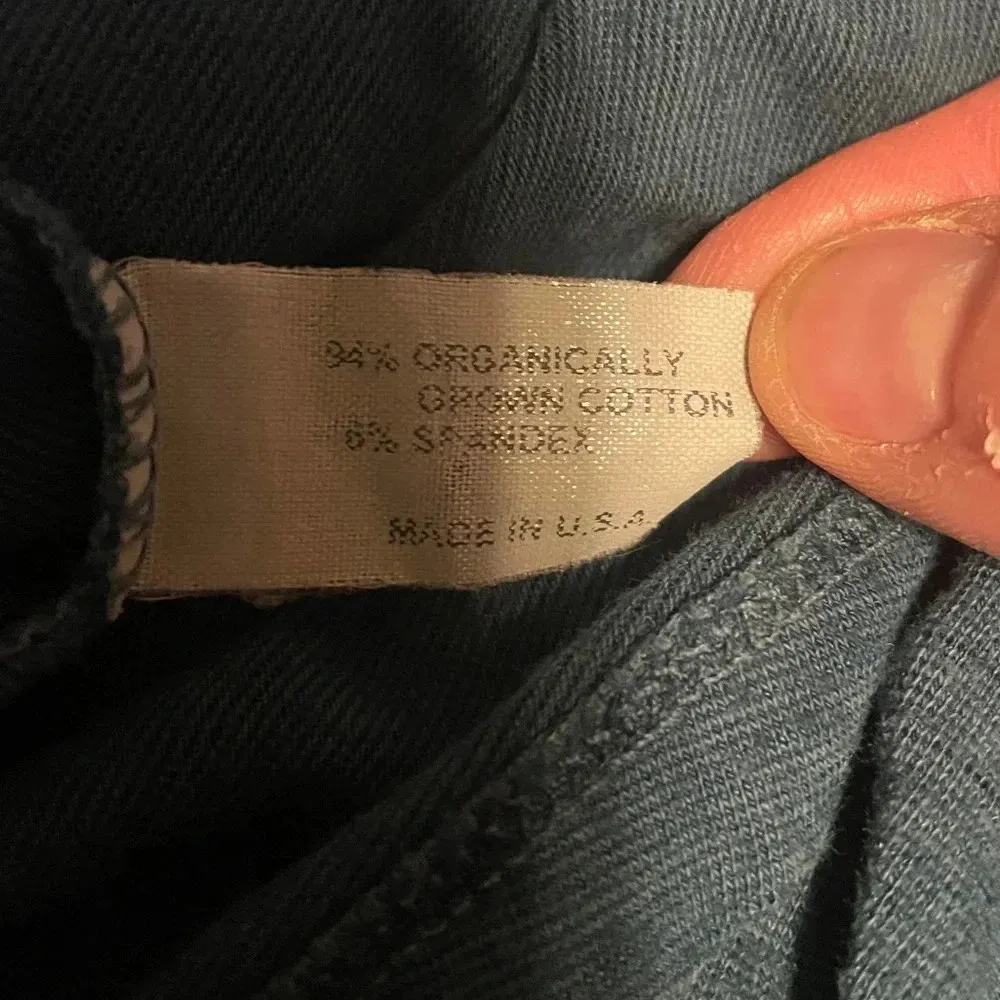 94% ORGANICALLY
GROWN COTTON
6% SPANDEX
MADE IN U.S.A.